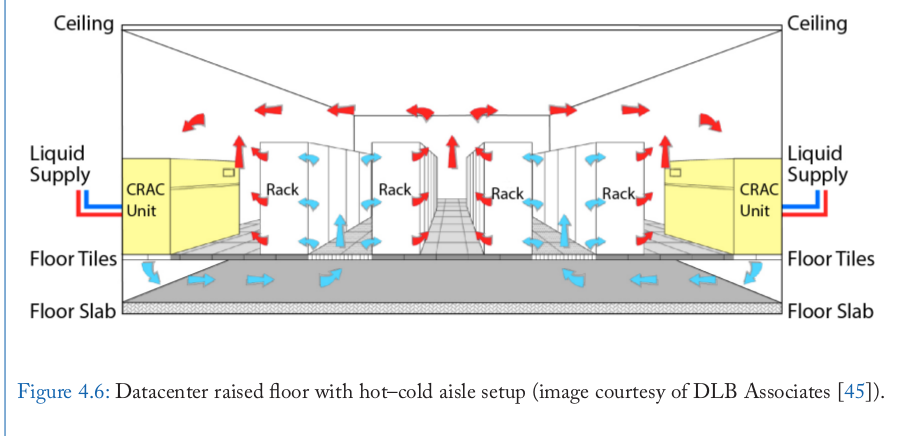 Ceiling
Ceiling
Liquid
Supply
Liquid
Supply
CRAC
Unit
Rack
Rack
Rack
Rack
CRAC
Unit
Floor Tiles
Floor Tiles
Floor Slab
Floor Slab
Figure 4.6: Datacenter raised floor with hot–cold aisle setup (image courtesy of DLB Associates [45]).